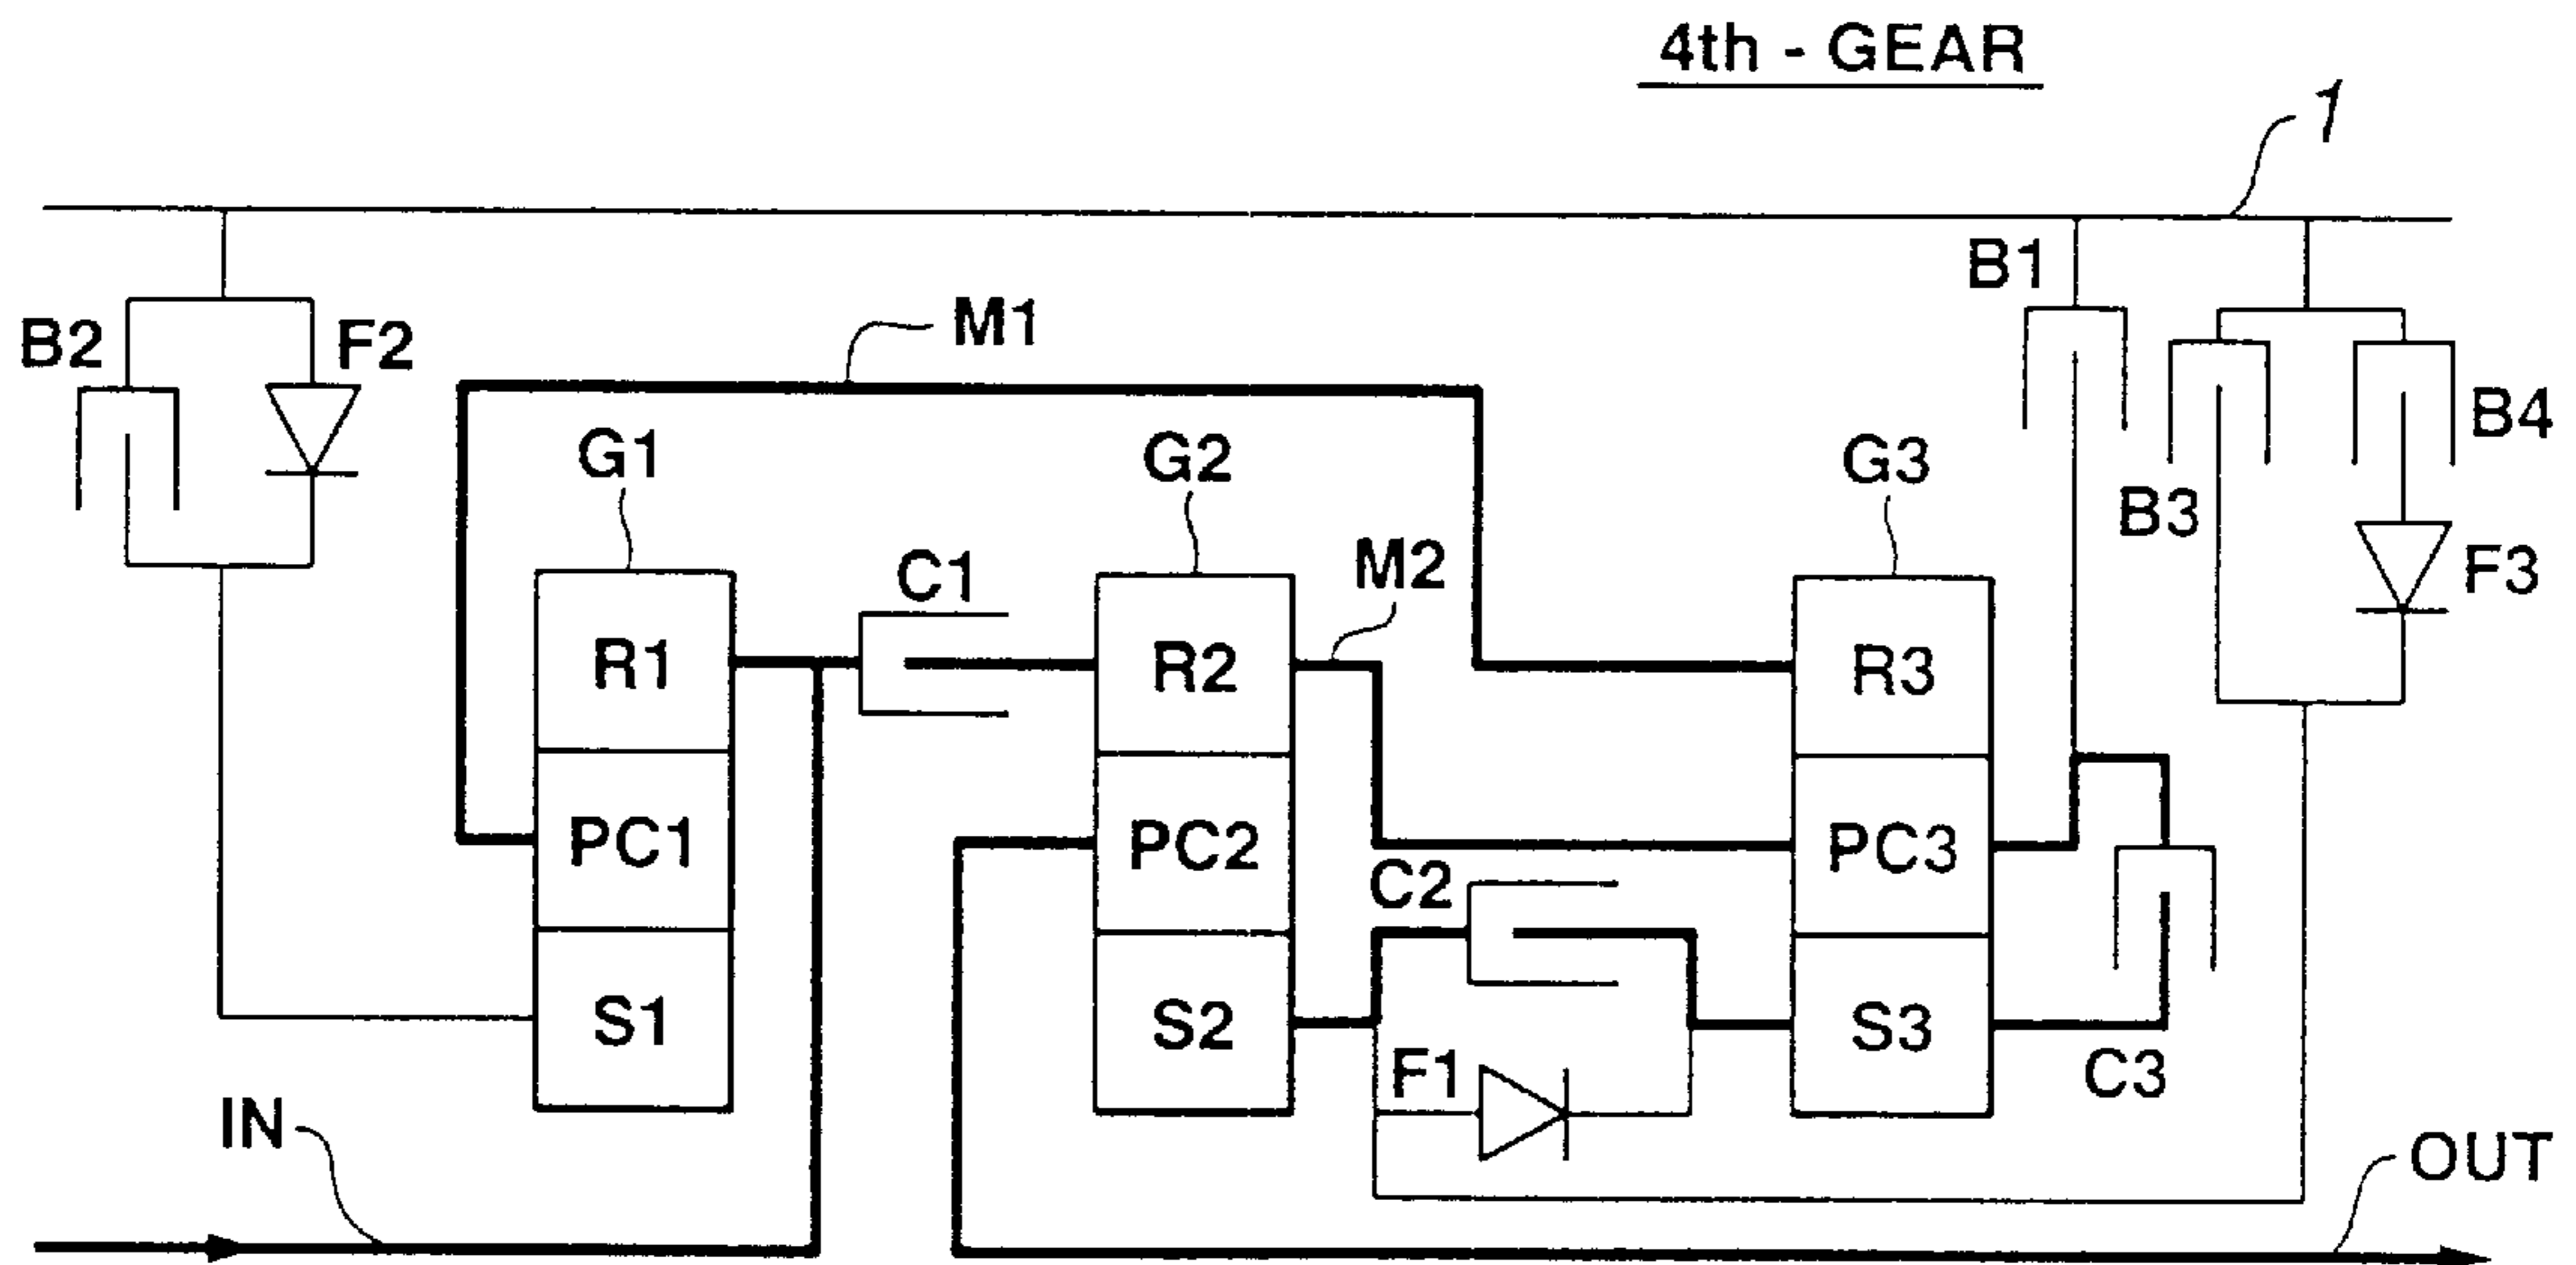 4th - GEAR
1
B1
M1
B2
F2
B4
G1
G2
G3
B3
C1
M2
F3
R1
R2
R3
PC1
PC2
PC3
C2
S1
S2
S3
F1
C3
IN
OUT